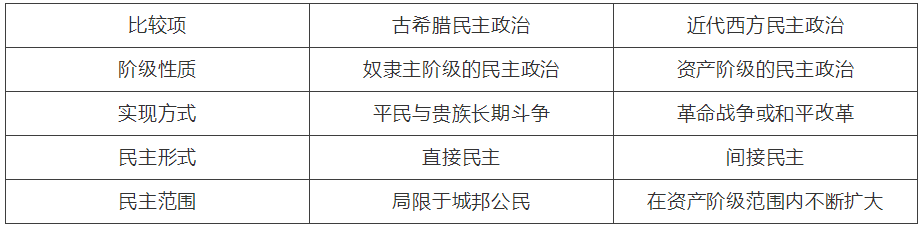 比较项 古希腊民主政治 近代西方民主政治
阶级性质 奴隶主阶级的民主政治 资产阶级的民主政治
实现方式 平民与贵族长期斗争 革命战争或和平改革
民主形式 直接民主 间接民主
民主范围 局限于城邦公民 在资产阶级范围内不断扩大